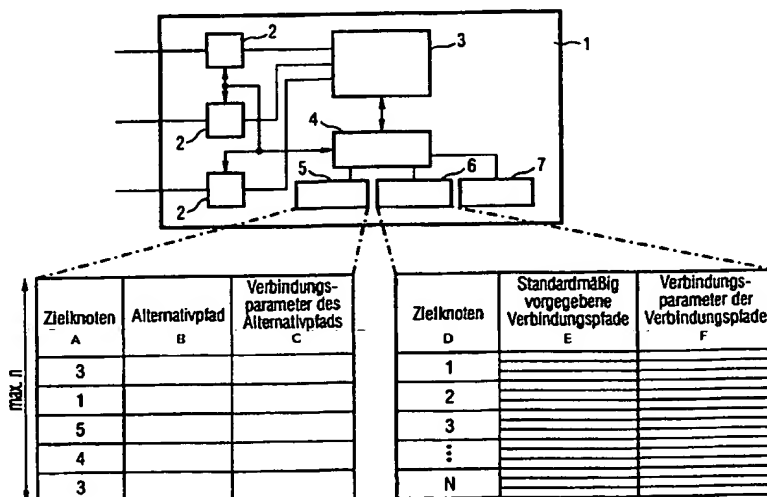 2
3
1
2
4
2
5
6
7
max. n
Zielknoten
A
Alternativpfad
B
Verbindungs-
parameter des
Alternativpfads
C
3
1
5
4
3
Zielknoten
D
Standardmäßig
vorgegebene
Verbindungspfade
E
Verbindungs-
parameter der
Verbindungspfade
F
1
2
3
⋮
N